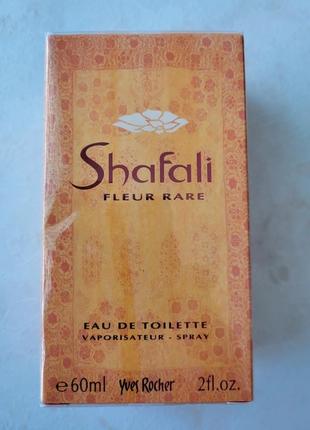 Shafali
FLEUR RARE
EAU DE TOILETTE
VAPORISATEUR - SPRAY
e60ml Yves Rocher 2fl.oz.